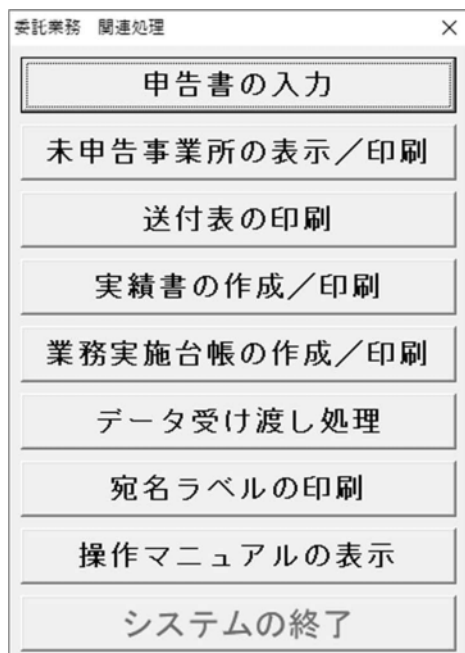 委託業務　関連処理
申告書の入力
未申告事業所の表示／印刷
送付表の印刷
実績書の作成／印刷
業務実施台帳の作成／印刷
データ受け渡し処理
宛名ラベルの印刷
操作マニュアルの表示
システムの終了